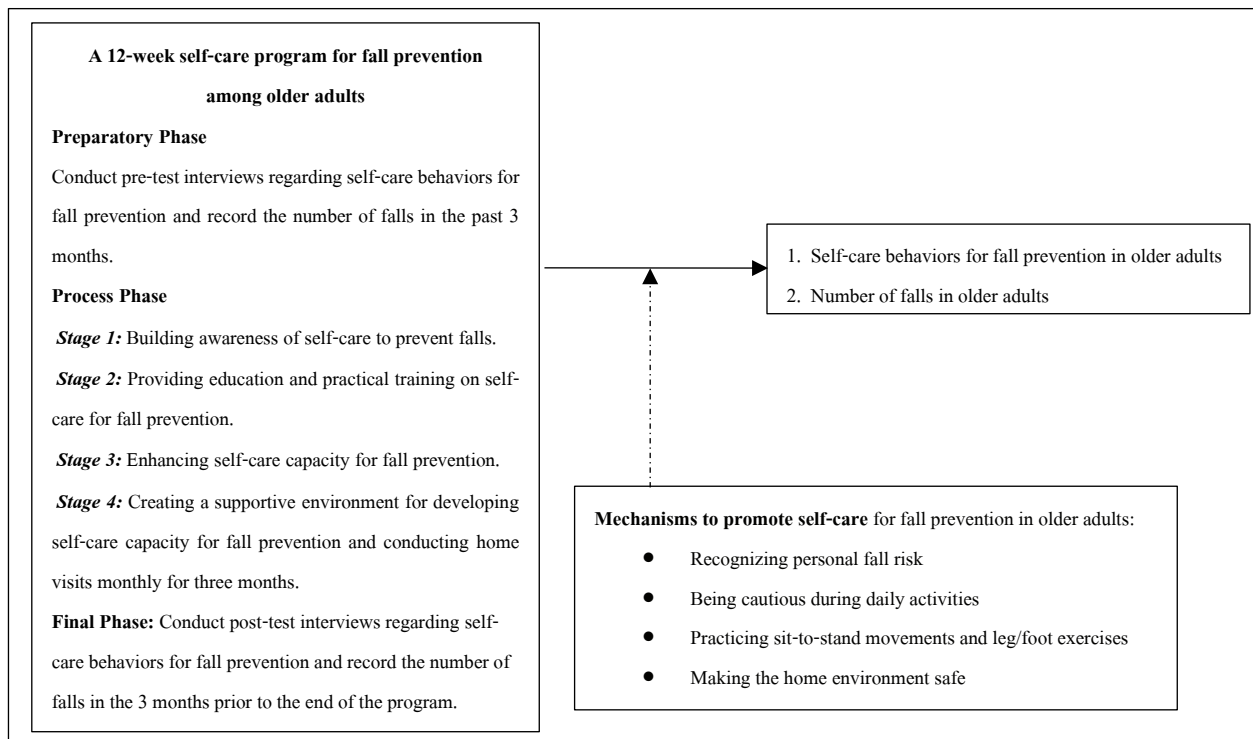 A 12-week self-care program for fall prevention
among older adults
Preparatory Phase
Conduct pre-test interviews regarding self-care behaviors for
fall prevention and record the number of falls in the past 3
months.
Process Phase
Stage 1: Building awareness of self-care to prevent falls.
Stage 2: Providing education and practical training on self-
care for fall prevention.
Stage 3: Enhancing self-care capacity for fall prevention.
Stage 4: Creating a supportive environment for developing
self-care capacity for fall prevention and conducting home
visits monthly for three months.
Final Phase: Conduct post-test interviews regarding self-
care behaviors for fall prevention and record the number of
falls in the 3 months prior to the end of the program.
1. Self-care behaviors for fall prevention in older adults
2. Number of falls in older adults
Mechanisms to promote self-care for fall prevention in older adults:
● Recognizing personal fall risk
● Being cautious during daily activities
● Practicing sit-to-stand movements and leg/foot exercises
● Making the home environment safe